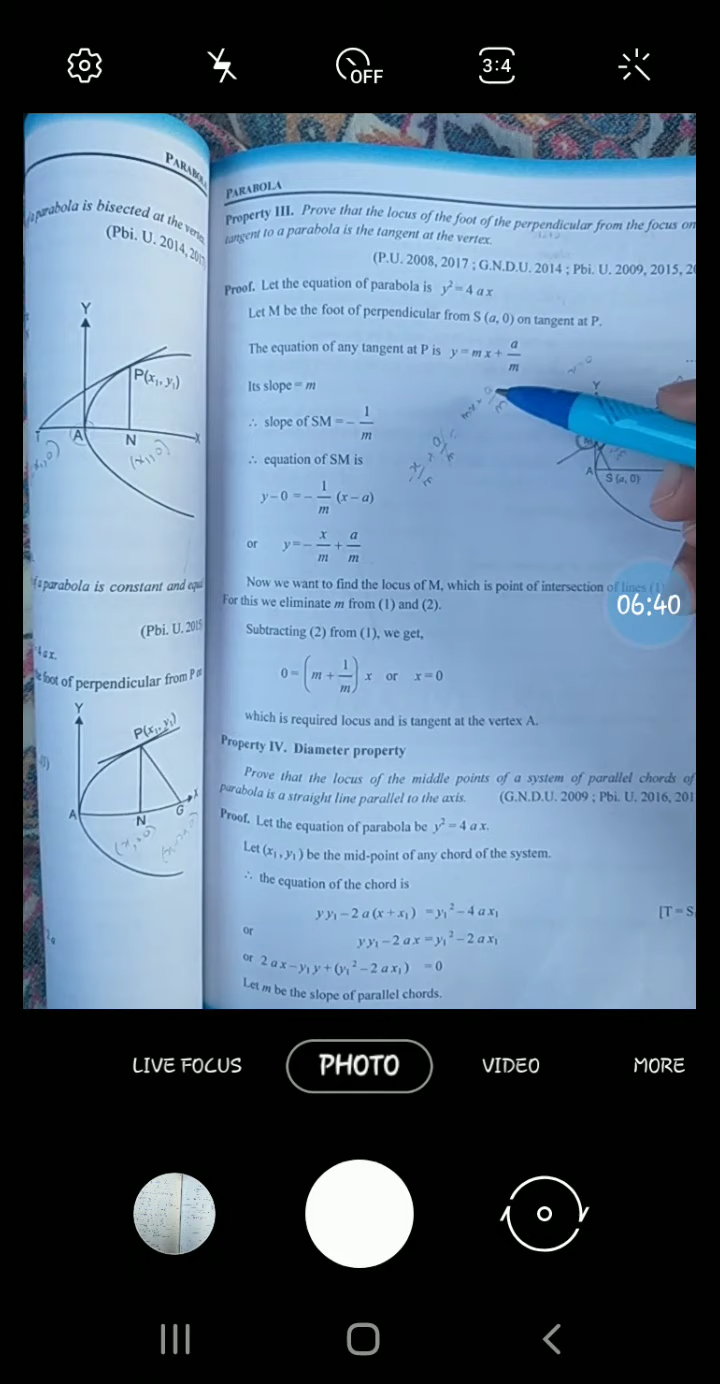 OFF
3:4
PARABOLA
parabola is bisected at the
(Pbi. U. 2014,
Y
P(x₁, y₁)
T
A
N
X
parabola is constant and
(Pbi. U. 2015
foot of perpendicular from P
Y
P(x₁, y₁)
A
N
G
X
PARABOLA
Property III. Prove that the locus of the foot of the perpendicular from the focus on
tangent to a parabola is the tangent at the vertex.
(P.U. 2008, 2017 ; G.N.D.U. 2014 ; Pbi. U. 2009, 2015,
Proof. Let the equation of parabola is y² = 4 a x
Let M be the foot of perpendicular from S (a, 0) on tangent at P.
The equation of any tangent at P is y = m x + a/m
Its slope = m
∴ slope of SM = – 1/m
∴ equation of SM is
y – 0 = – 1/m (x – a)
or y = – x/m + a/m
Y
A
S (a, 0)
Now we want to find the locus of M, which is point of intersection of lines (1)
For this we eliminate m from (1) and (2).
06:40
Subtracting (2) from (1), we get,
0 = (m + 1/m) x or x = 0
which is required locus and is tangent at the vertex A.
Property IV. Diameter property
Prove that the locus of the middle points of a system of parallel chords of
parabola is a straight line parallel to the axis. (G.N.D.U. 2009 ; Pbi. U. 2016, 201
Proof. Let the equation of parabola be y² = 4 a x.
Let (x₁, y₁) be the mid-point of any chord of the system.
∴ the equation of the chord is
y y₁ – 2 a (x + x₁) = y₁² – 4 a x₁ [T = S
or y y₁ – 2 a x = y₁² – 2 a x₁
or 2 a x – y₁ y + (y₁² – 2 a x₁) = 0
Let m be the slope of parallel chords.
LIVE FOCUS
PHOTO
VIDEO
MORE